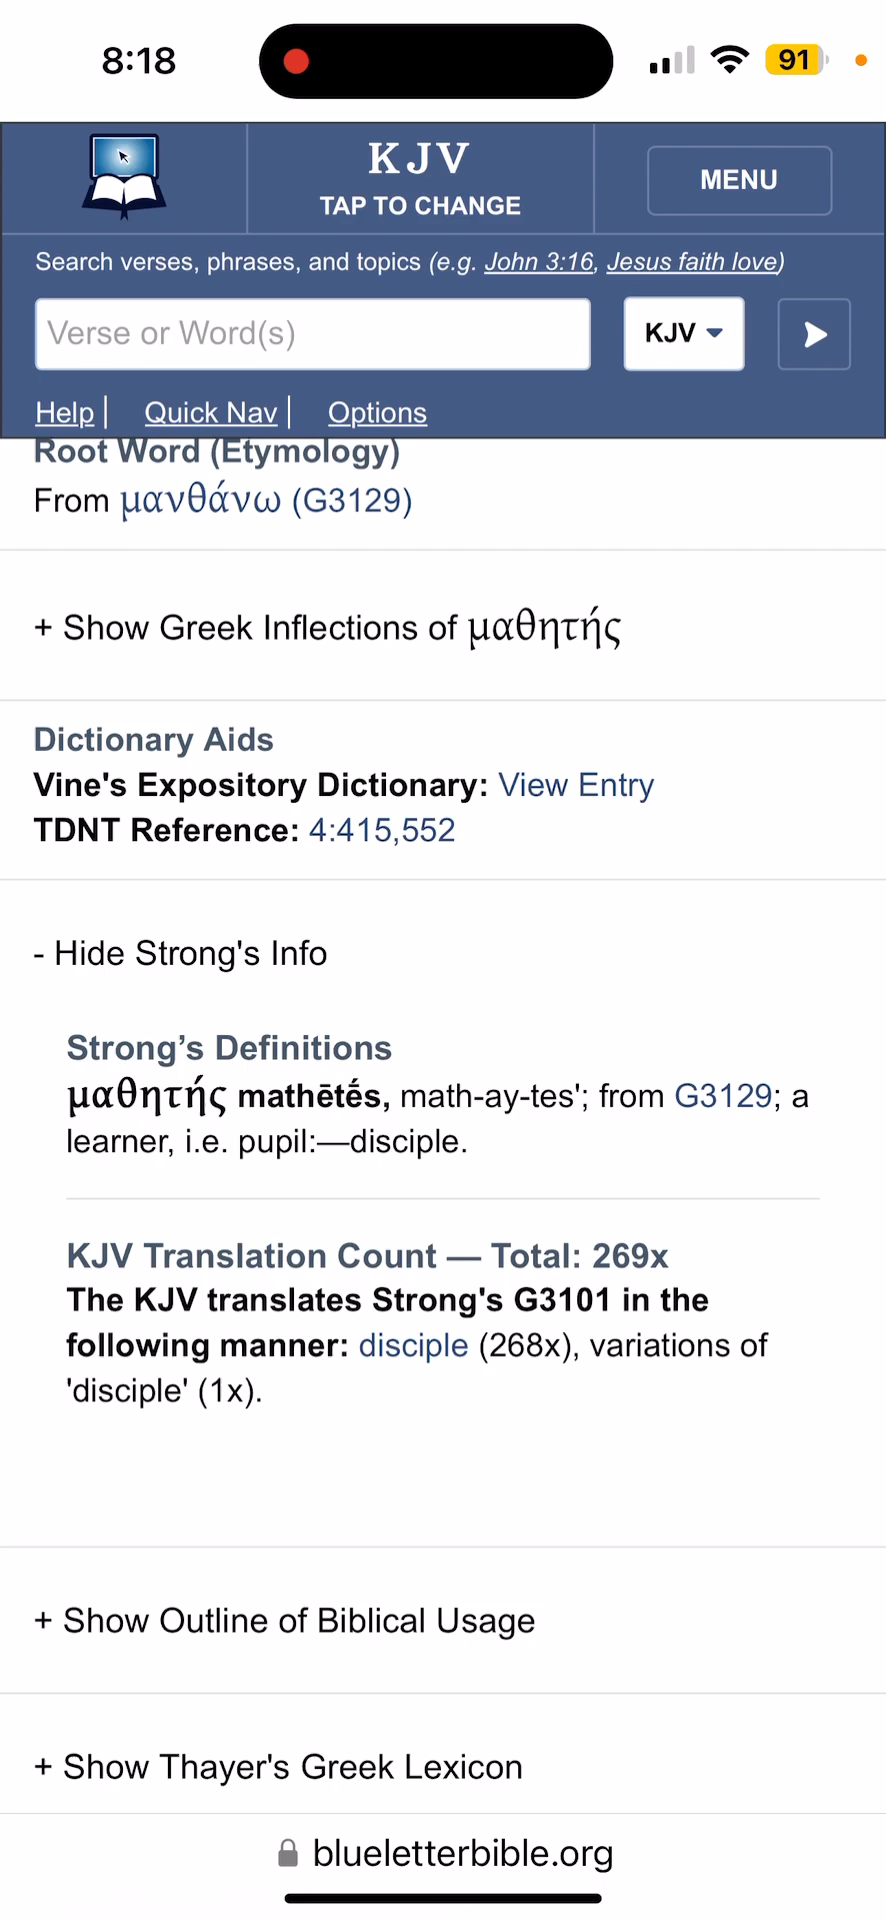 8:18
91
KJV
TAP TO CHANGE
MENU
Search verses, phrases, and topics (e.g. John 3:16, Jesus faith love)
Verse or Word(s)
KJV
Help | Quick Nav | Options
Root Word (Etymology)
From μανθάνω (G3129)
+ Show Greek Inflections of μαθητής
Dictionary Aids
Vine's Expository Dictionary: View Entry
TDNT Reference: 4:415,552
- Hide Strong's Info
Strong’s Definitions
μαθητής mathētḗs, math-ay-tes'; from G3129; a
learner, i.e. pupil:—disciple.
KJV Translation Count — Total: 269x
The KJV translates Strong's G3101 in the
following manner: disciple (268x), variations of
'disciple' (1x).
+ Show Outline of Biblical Usage
+ Show Thayer's Greek Lexicon
blueletterbible.org